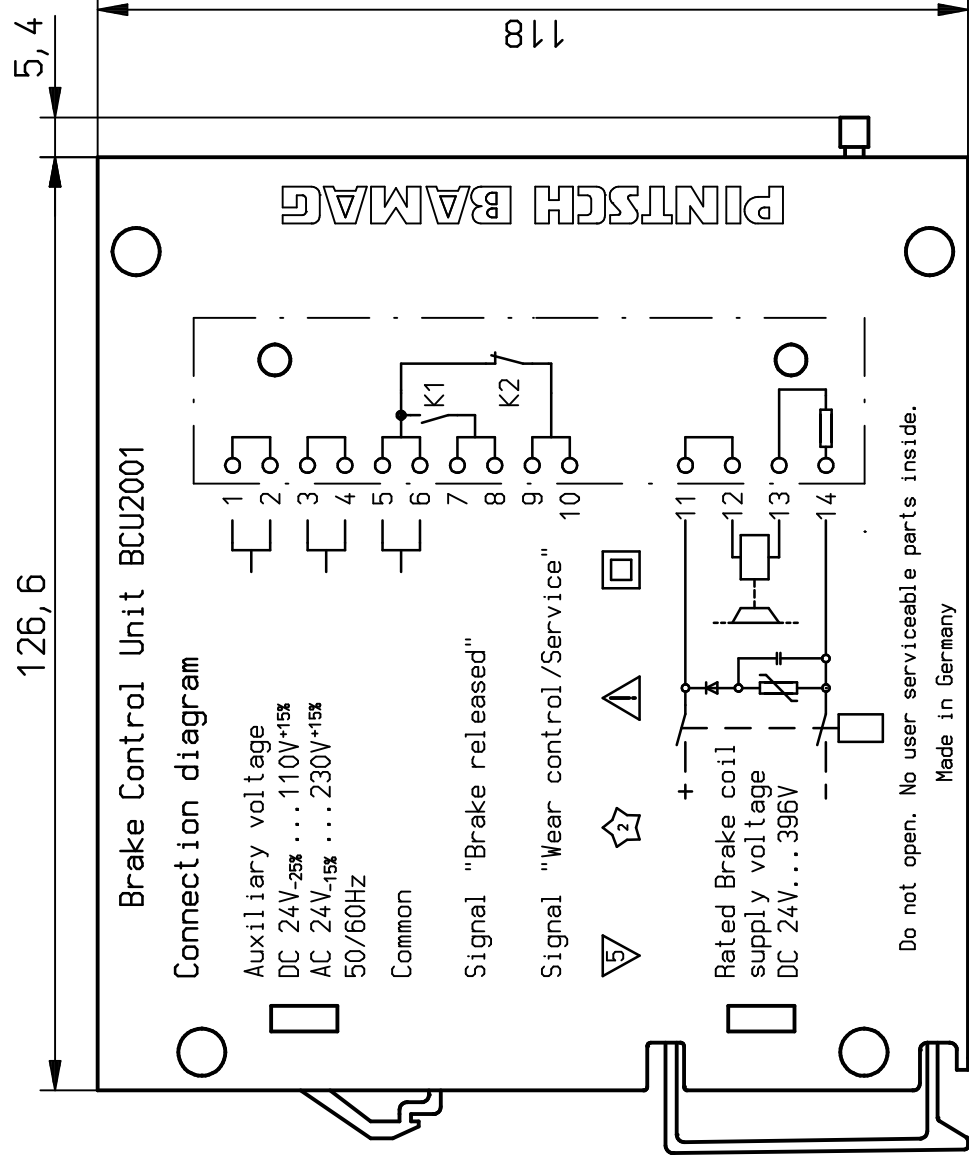 126,6
5,4
118
PINTSCH BAMAG
Brake Control Unit BCU2001
Connection diagram
Auxiliary voltage
DC 24V-25% ...110V+15%
AC 24V-15% ...230V+15%
50/60Hz
Common
Signal "Brake released"
Signal "Wear control/Service"
1
2
3
4
5
6
7
8
9
10
K1
K2
5
2
Rated Brake coil
supply voltage
DC 24V...396V
+
-
11
12
13
14
Do not open. No user serviceable parts inside.
Made in Germany